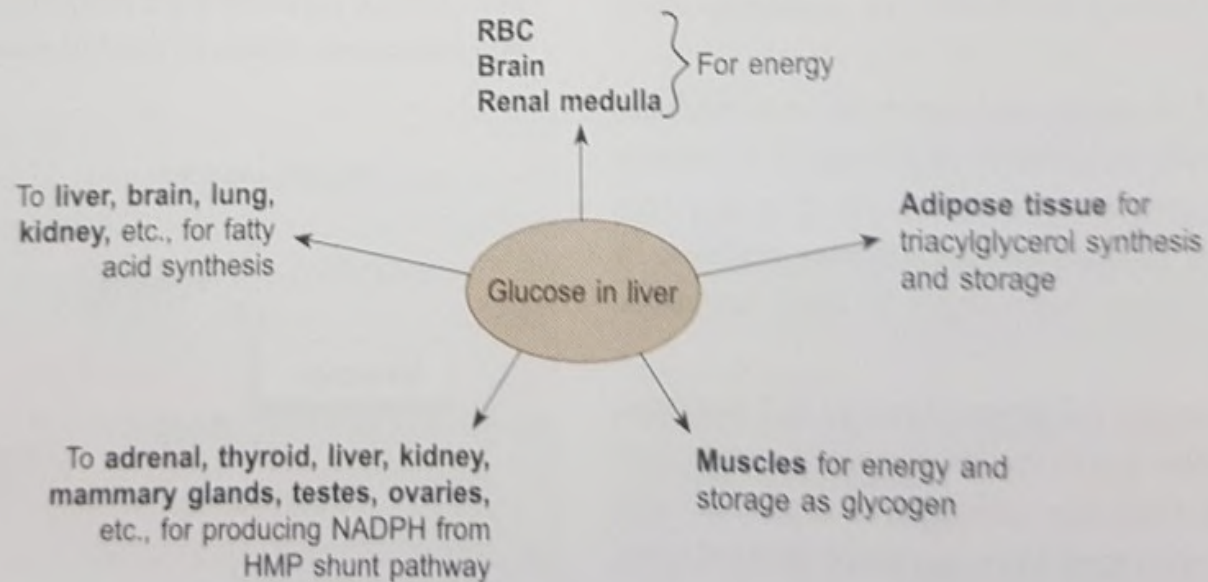 RBC
Brain
Renal medulla
For energy
To liver, brain, lung,
kidney, etc., for fatty
acid synthesis
Adipose tissue for
triacylglycerol synthesis
and storage
Glucose in liver
To adrenal, thyroid, liver, kidney,
mammary glands, testes, ovaries,
etc., for producing NADPH from
HMP shunt pathway
Muscles for energy and
storage as glycogen